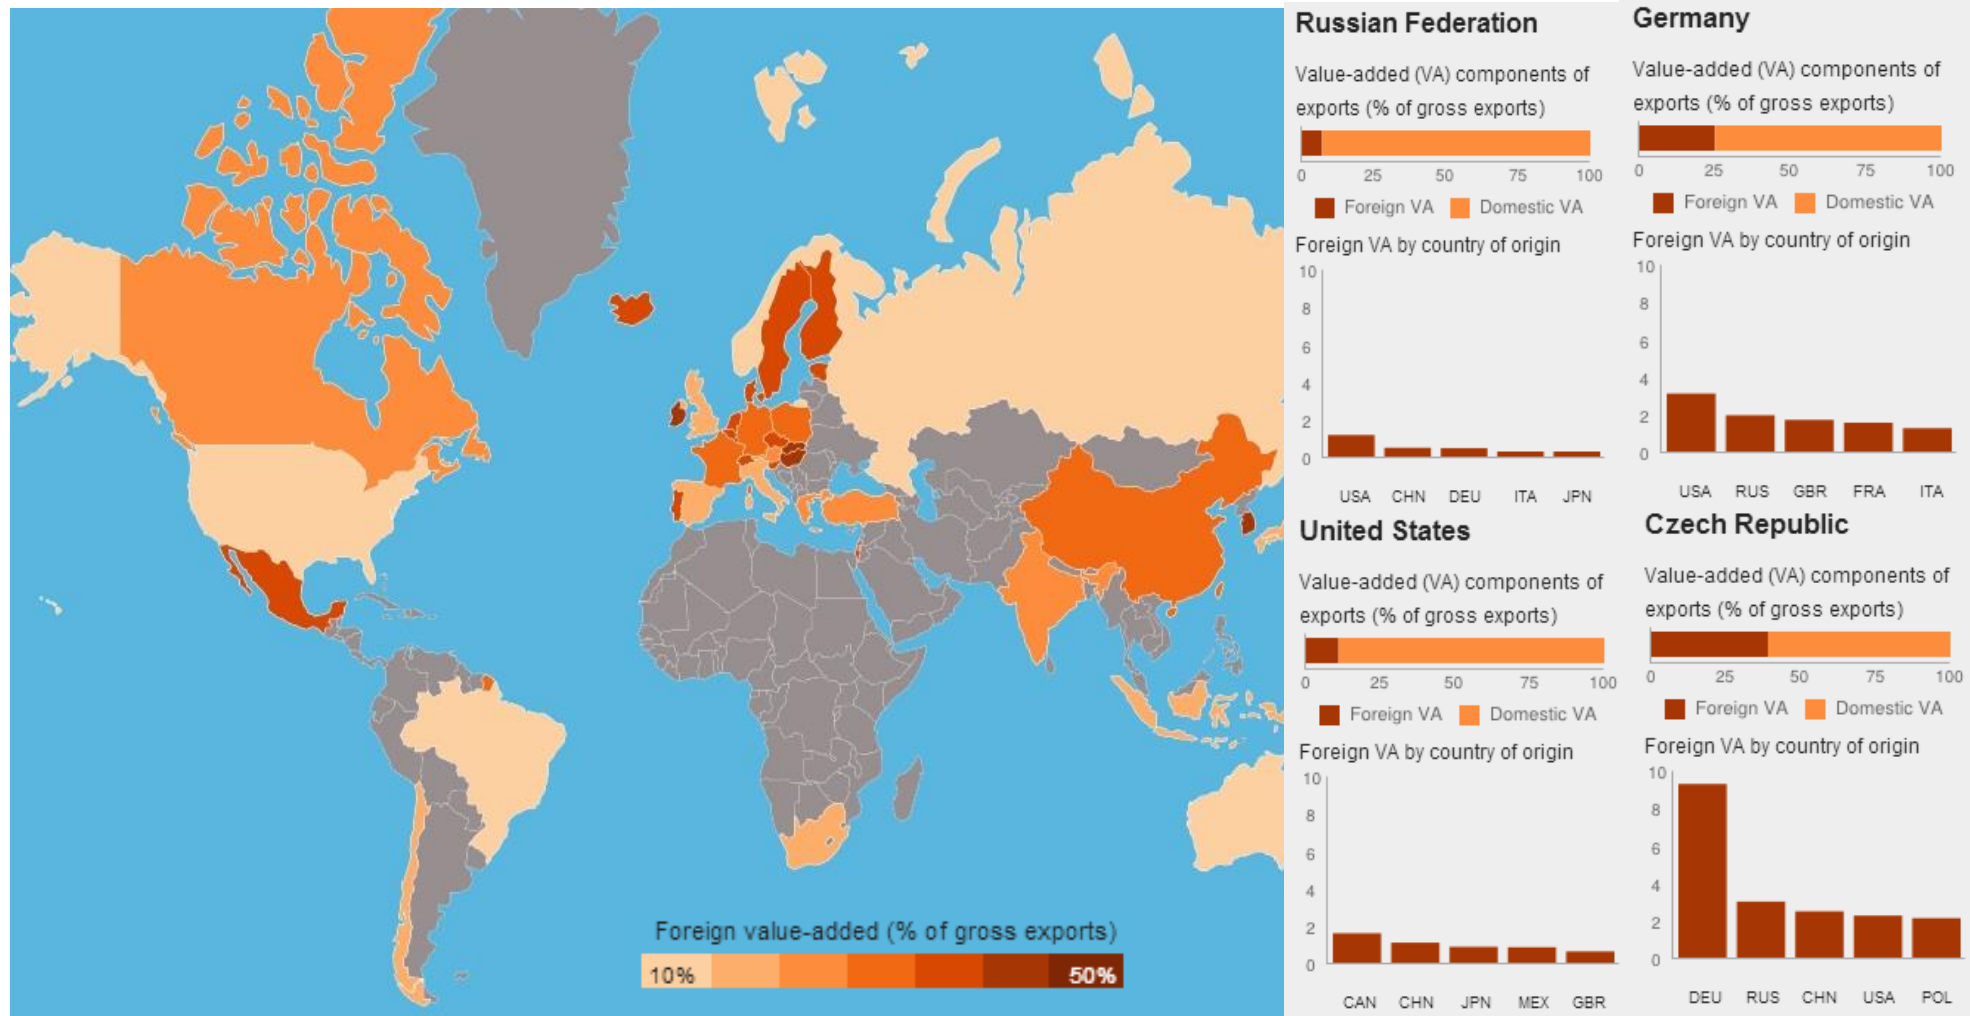 Foreign value-added (% of gross exports)
10%
50%
Russian Federation
Value-added (VA) components of
exports (% of gross exports)
0 25 50 75 100
Foreign VA Domestic VA
Foreign VA by country of origin
10
8
6
4
2
0
USA CHN DEU ITA JPN
Germany
Value-added (VA) components of
exports (% of gross exports)
0 25 50 75 100
Foreign VA Domestic VA
Foreign VA by country of origin
10
8
6
4
2
0
USA RUS GBR FRA ITA
United States
Value-added (VA) components of
exports (% of gross exports)
0 25 50 75 100
Foreign VA Domestic VA
Foreign VA by country of origin
10
8
6
4
2
0
CAN CHN JPN MEX GBR
Czech Republic
Value-added (VA) components of
exports (% of gross exports)
0 25 50 75 100
Foreign VA Domestic VA
Foreign VA by country of origin
10
8
6
4
2
0
DEU RUS CHN USA POL